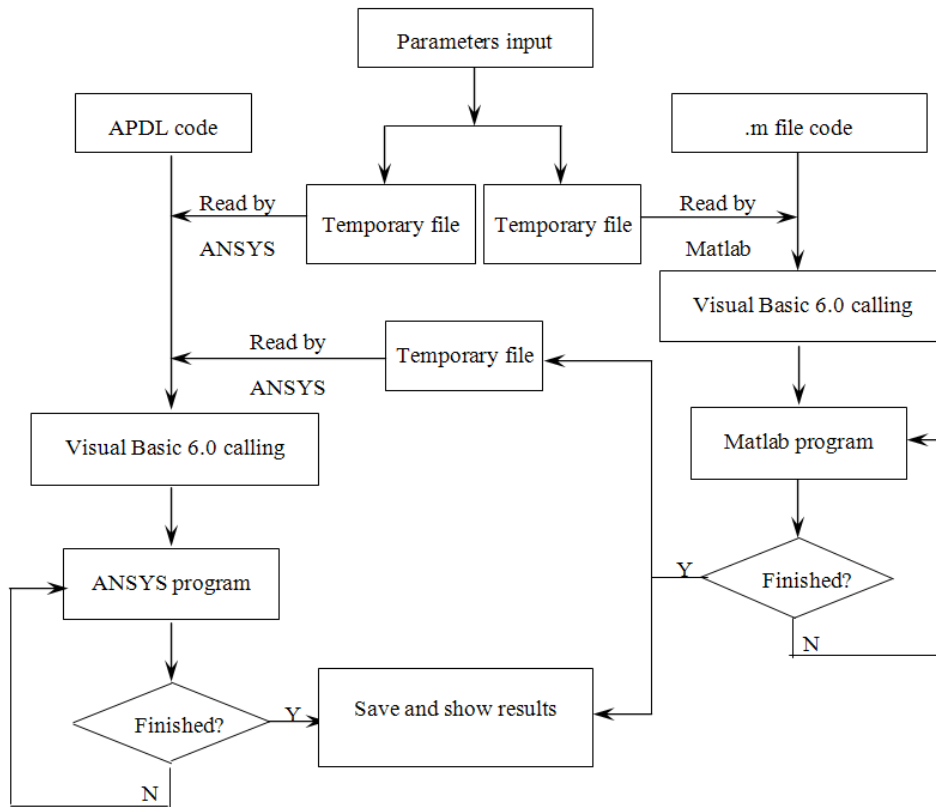 Parameters input
APDL code
.m file code
Read by
ANSYS
Temporary file
Temporary file
Read by
Matlab
Visual Basic 6.0 calling
Read by
ANSYS
Temporary file
Visual Basic 6.0 calling
Matlab program
ANSYS program
Y
Finished?
N
Finished?
Y
N
Save and show results